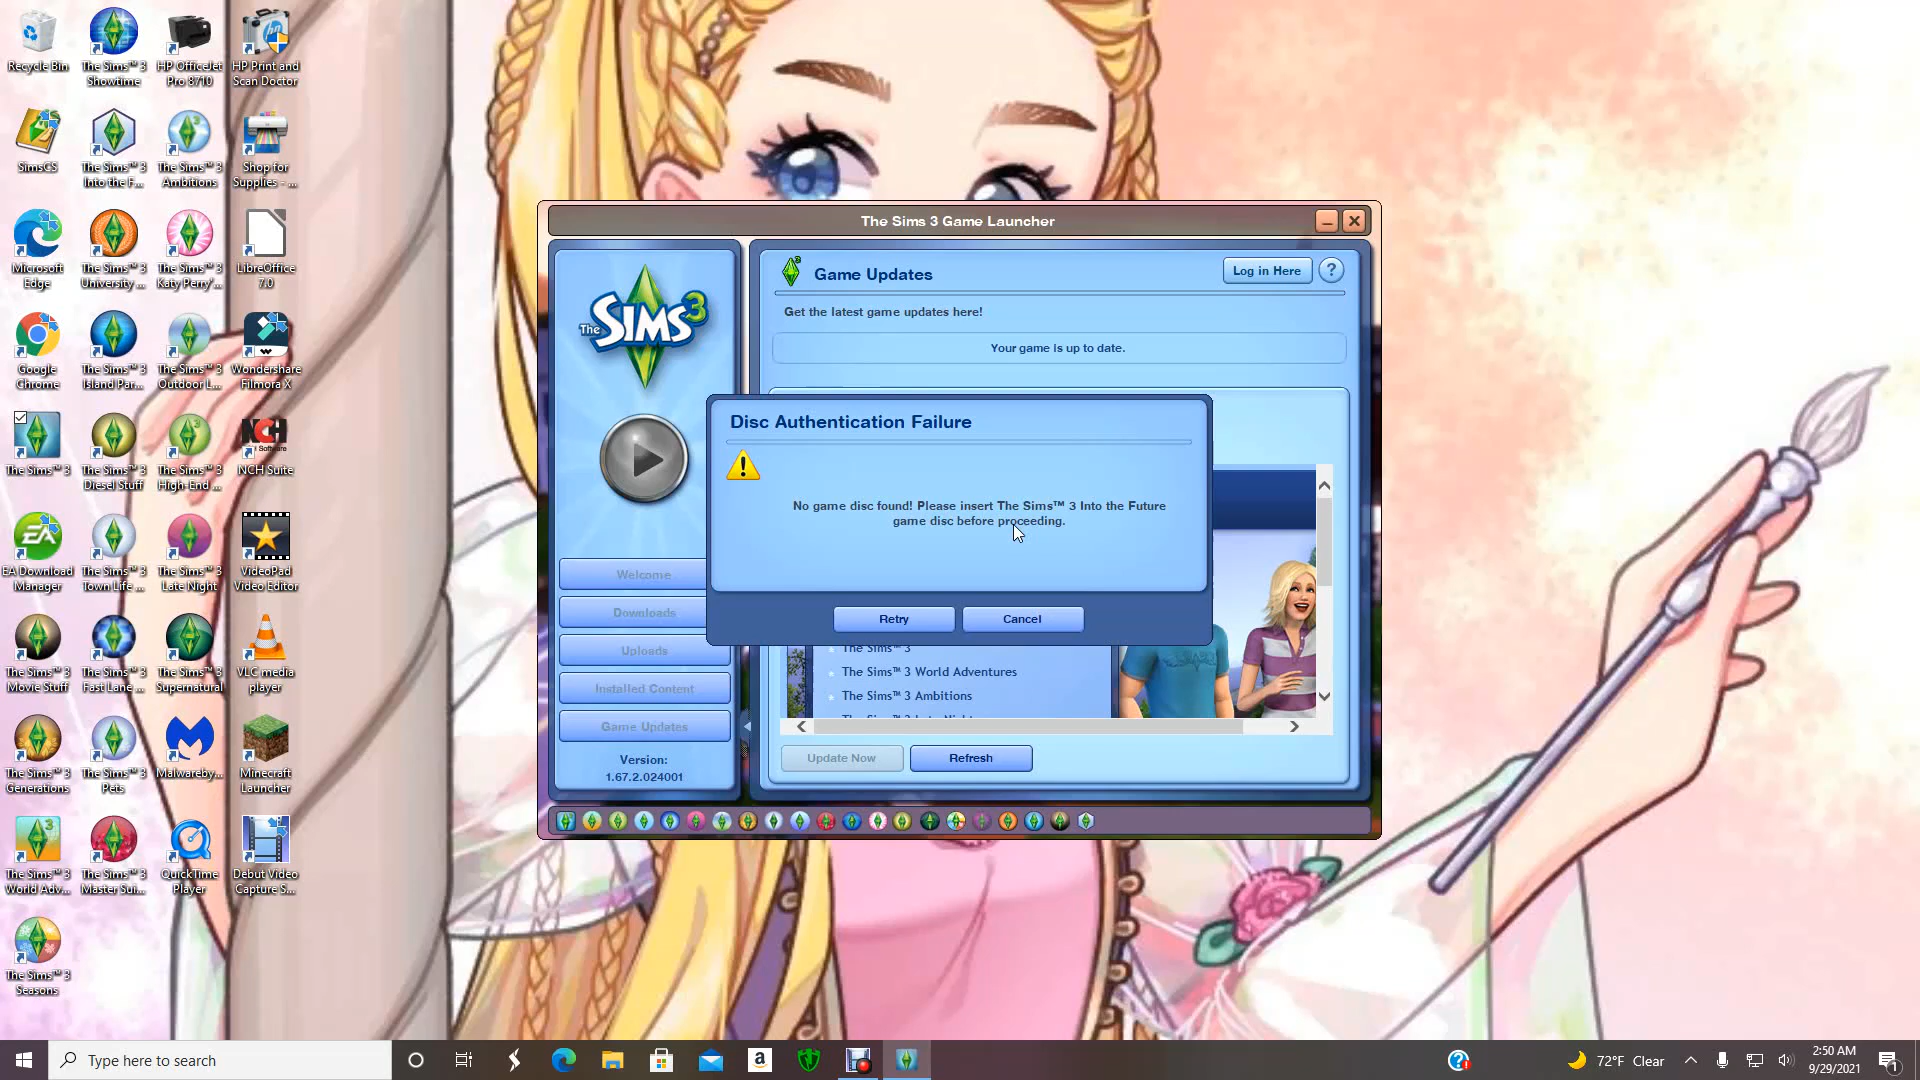 Recycle Bin
The Sims™ 3
Showtime
HP OfficeJet
Pro 8710
HP Print and
Scan Doctor
SimsCS
The Sims™ 3
Into the F...
The Sims™ 3
Ambitions
Shop for
Supplies - ...
Microsoft
Edge
The Sims™ 3
University ...
The Sims™ 3
Katy Perry'...
LibreOffice
7.0
Google
Chrome
The Sims™ 3
Island Par...
The Sims™ 3
Outdoor L...
Wondershare
Filmora X
The Sims™ 3
The Sims™ 3
Diesel Stuff
The Sims™ 3
High-End ...
NCH
Software
NCH Suite
EA
EA Download
Manager
The Sims™ 3
Town Life ...
The Sims™ 3
Late Night
VideoPad
Video Editor
The Sims™ 3
Movie Stuff
The Sims™ 3
Fast Lane ...
The Sims™ 3
Supernatural
VLC media
player
The Sims™ 3
Generations
The Sims™ 3
Pets
Malwareby...
Minecraft
Launcher
The Sims™ 3
World Adv...
The Sims™ 3
Master Sui...
QuickTime
Player
Debut Video
Capture S...
The Sims™ 3
Seasons
The Sims 3 Game Launcher
The SIMS 3
Game Updates
Log in Here
?
Get the latest game updates here!
Your game is up to date.
Disc Authentication Failure
No game disc found! Please insert The Sims™ 3 Into the Future
game disc before proceeding.
Retry
Cancel
Welcome
Downloads
Uploads
Installed Content
Game Updates
Version:
1.67.2.024001
The Sims™ 3
The Sims™ 3 World Adventures
The Sims™ 3 Ambitions
Update Now
Refresh
Type here to search
72°F Clear
2:50 AM
9/29/2021
1